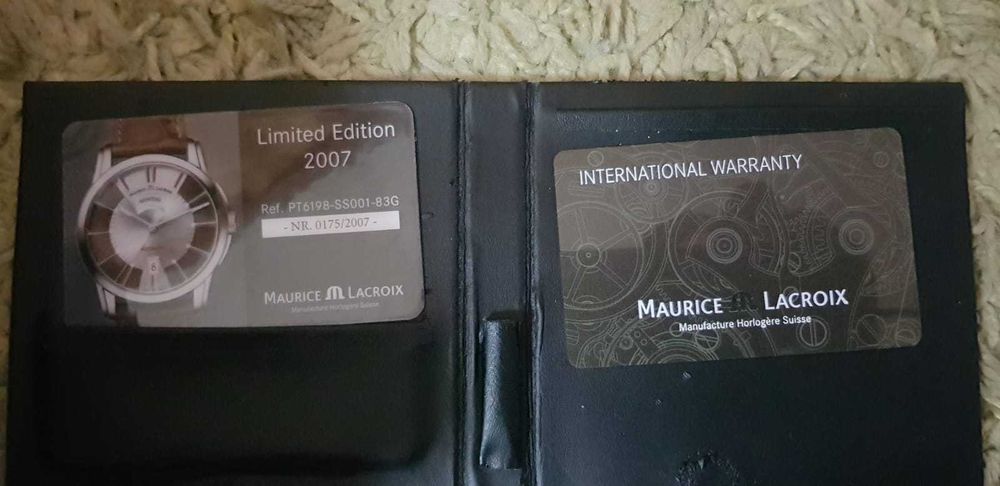 Limited Edition
2007
Ref. PT6198-SS001-83G
- NR. 0175/2007 -
MAURICE LACROIX
Manufacture Horlogère Suisse
6
INTERNATIONAL WARRANTY
MAURICE LACROIX
Manufacture Horlogère Suisse